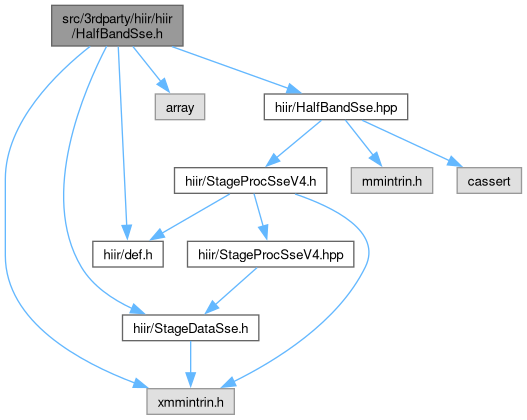 src/3rdparty/hiir/hiir
/HalfBandSse.h
array
hiir/HalfBandSse.hpp
hiir/StageProcSseV4.h
mmintrin.h
cassert
hiir/def.h
hiir/StageProcSseV4.hpp
hiir/StageDataSse.h
xmmintrin.h